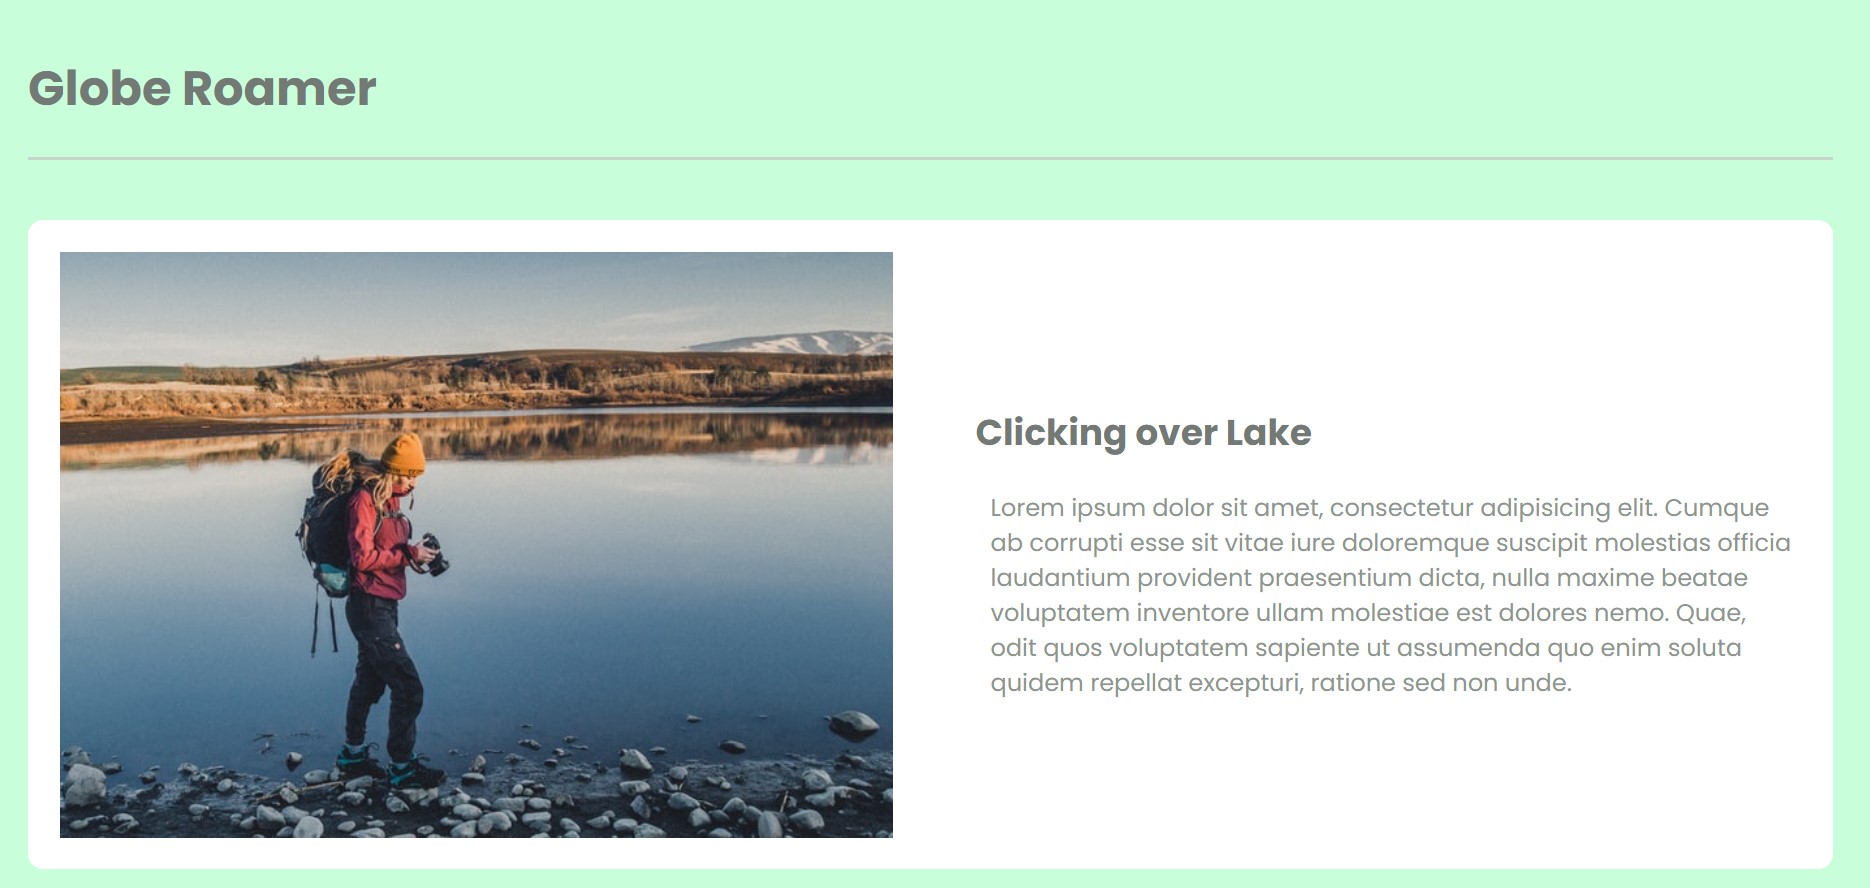 Globe Roamer
Clicking over Lake
Lorem ipsum dolor sit amet, consectetur adipisicing elit. Cumque
ab corrupti esse sit vitae iure doloremque suscipit molestias officia
laudantium provident praesentium dicta, nulla maxime beatae
voluptatem inventore ullam molestiae est dolores nemo. Quae,
odit quos voluptatem sapiente ut assumenda quo enim soluta
quidem repellat excepturi, ratione sed non unde.